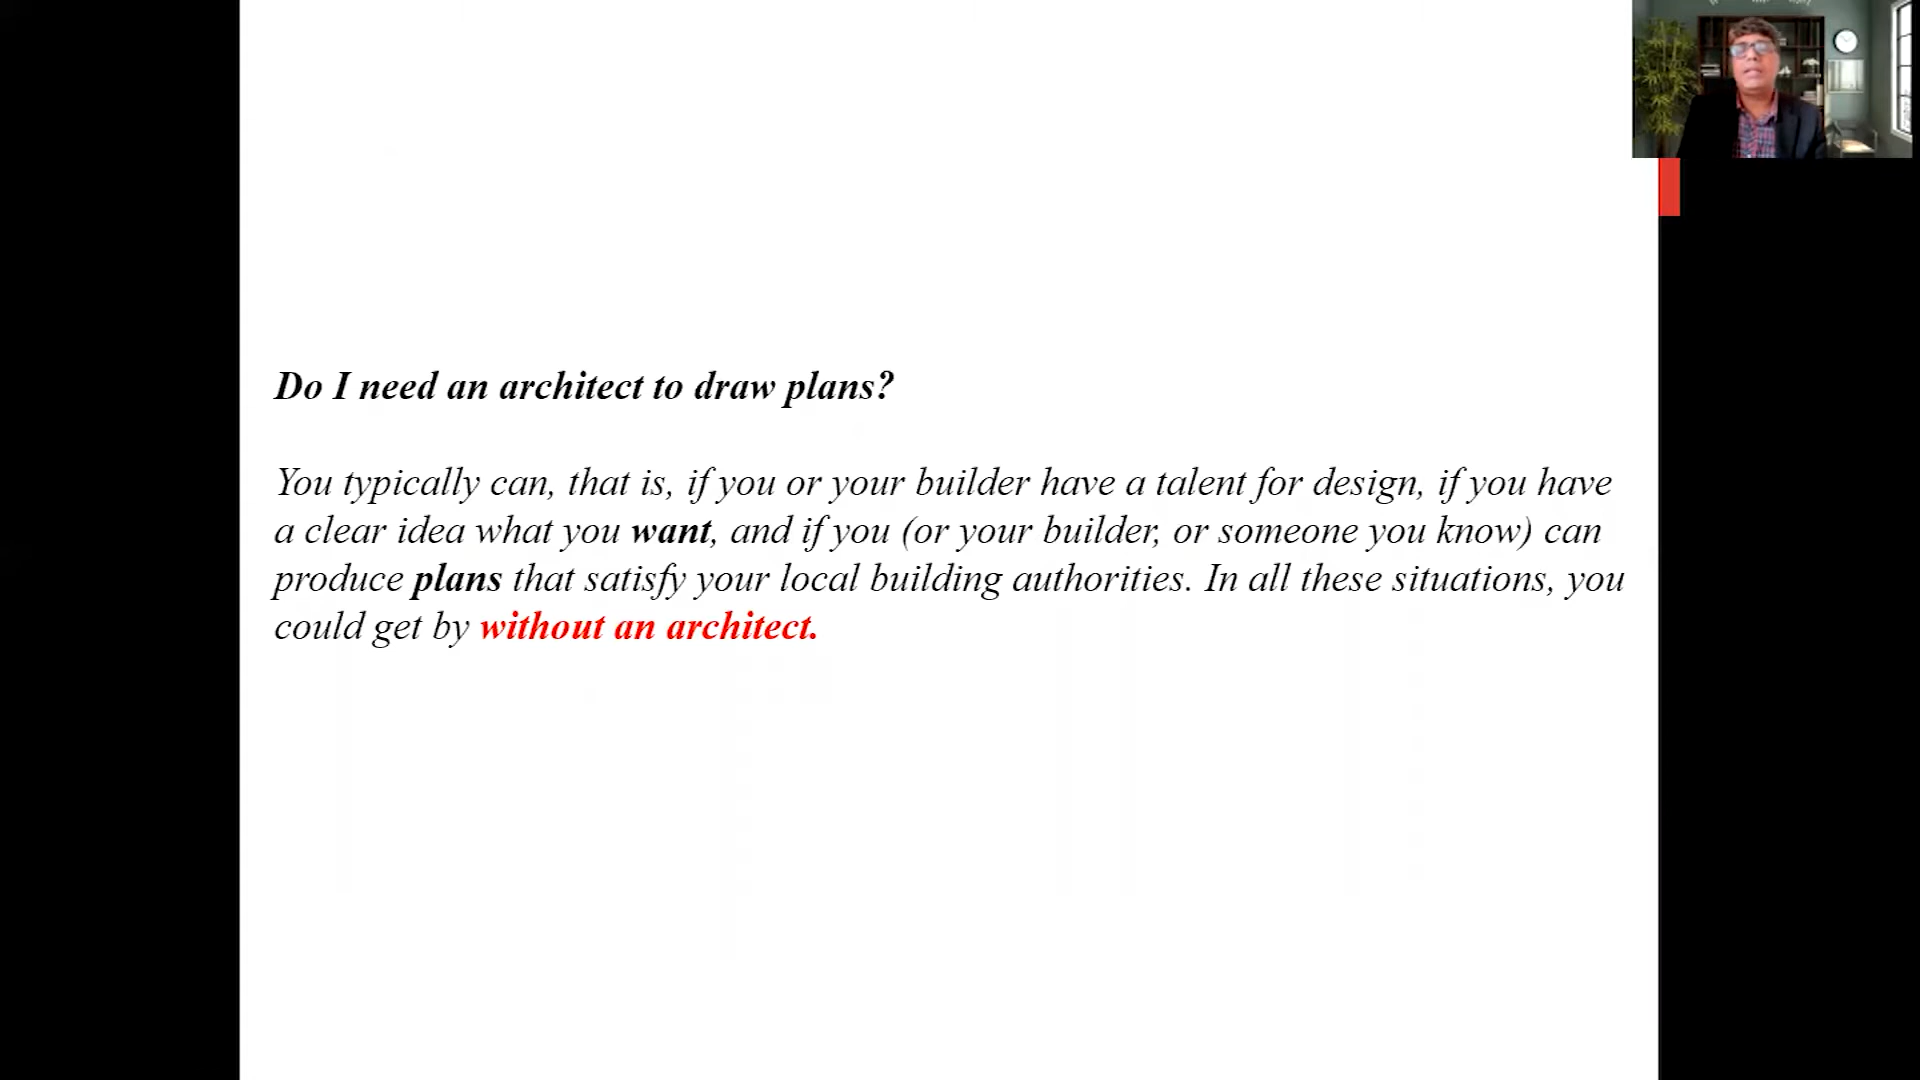 Do I need an architect to draw plans?
You typically can, that is, if you or your builder have a talent for design, if you have
a clear idea what you want, and if you (or your builder, or someone you know) can
produce plans that satisfy your local building authorities. In all these situations, you
could get by without an architect.